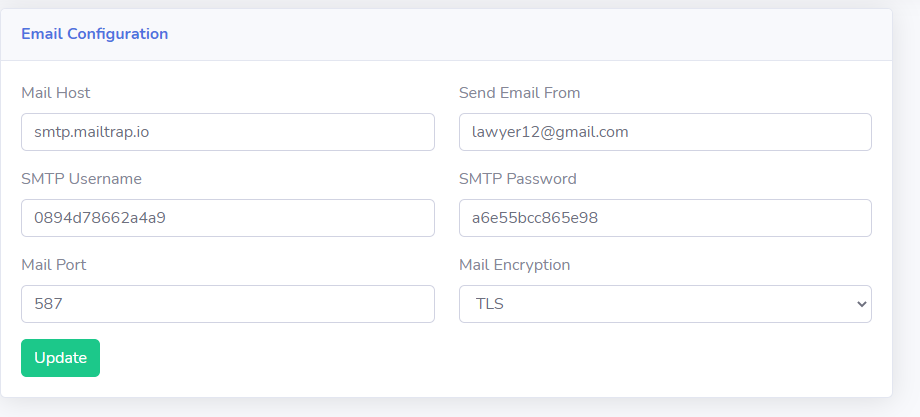 Email Configuration
Mail Host
Send Email From
smtp.mailtrap.io
lawyer12@gmail.com
SMTP Username
SMTP Password
0894d78662a4a9
a6e55bcc865e98
Mail Port
Mail Encryption
587
TLS
Update